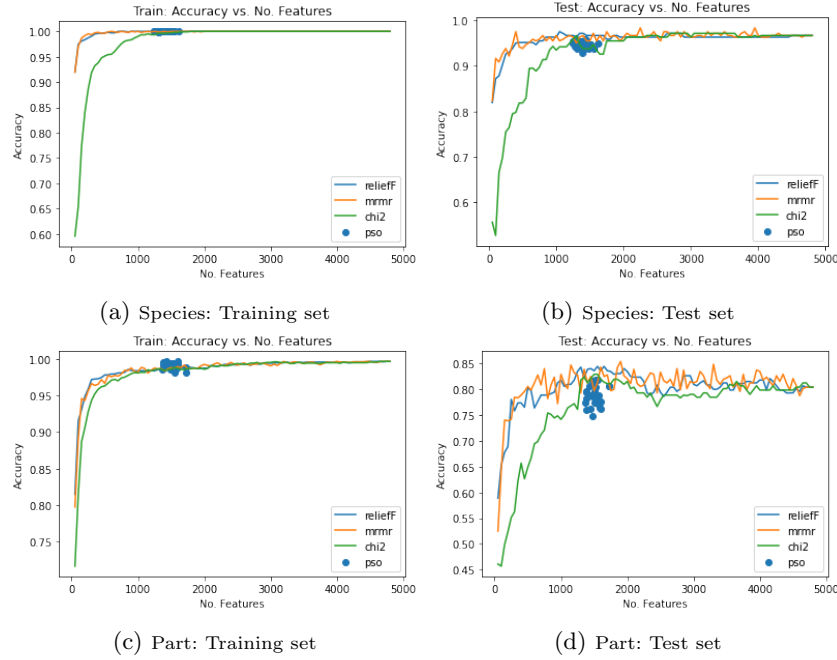 Train: Accuracy vs. No. Features
1.00
0.95
0.90
0.85
0.80
0.75
0.70
0.65
0.60
Accuracy
0
1000
2000
3000
4000
5000
No. Features
reliefF
mrmr
chi2
pso
(a) Species: Training set
Test: Accuracy vs. No. Features
1.0
0.9
0.8
0.7
0.6
Accuracy
0
1000
2000
3000
4000
5000
No. Features
reliefF
mrmr
chi2
pso
(b) Species: Test set
Train: Accuracy vs. No. Features
1.00
0.95
0.90
0.85
0.80
0.75
Accuracy
0
1000
2000
3000
4000
5000
No. Features
reliefF
mrmr
chi2
pso
(c) Part: Training set
Test: Accuracy vs. No. Features
0.85
0.80
0.75
0.70
0.65
0.60
0.55
0.50
0.45
Accuracy
0
1000
2000
3000
4000
5000
No. Features
reliefF
mrmr
chi2
pso
(d) Part: Test set